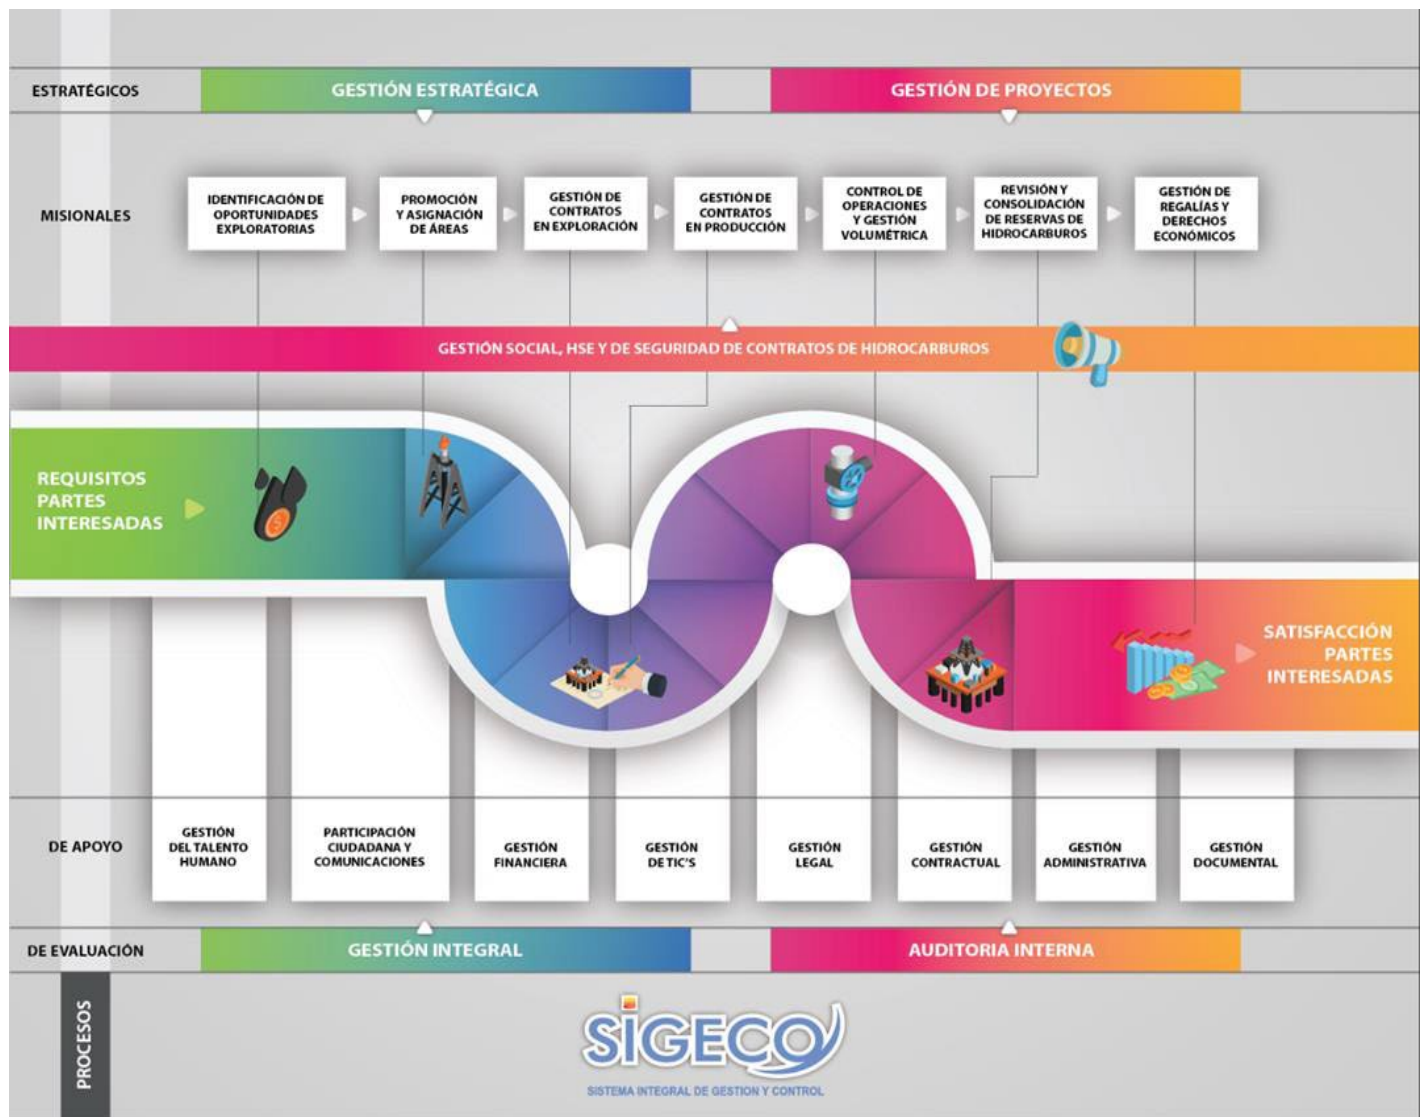 ESTRATÉGICOS
GESTIÓN ESTRATÉGICA
GESTIÓN DE PROYECTOS
MISIONALES
IDENTIFICACIÓN DE
OPORTUNIDADES
EXPLORATORIAS
PROMOCIÓN
Y ASIGNACIÓN
DE ÁREAS
GESTIÓN DE
CONTRATOS
EN EXPLORACIÓN
GESTIÓN DE
CONTRATOS
EN PRODUCCIÓN
CONTROL DE
OPERACIONES
Y GESTIÓN
VOLUMÉTRICA
REVISIÓN Y
CONSOLIDACIÓN
DE RESERVAS DE
HIDROCARBUROS
GESTIÓN DE
REGALÍAS Y
DERECHOS
ECONÓMICOS
GESTIÓN SOCIAL, HSE Y DE SEGURIDAD DE CONTRATOS DE HIDROCARBUROS
REQUISITOS
PARTES
INTERESADAS
$
SATISFACCIÓN
PARTES
INTERESADAS
DE APOYO
GESTIÓN
DEL TALENTO
HUMANO
PARTICIPACIÓN
CIUDADANA Y
COMUNICACIONES
GESTIÓN
FINANCIERA
GESTIÓN
DE TIC'S
GESTIÓN
LEGAL
GESTIÓN
CONTRACTUAL
GESTIÓN
ADMINISTRATIVA
GESTIÓN
DOCUMENTAL
DE EVALUACIÓN
GESTIÓN INTEGRAL
AUDITORIA INTERNA
PROCESOS
SIGECO
SISTEMA INTEGRAL DE GESTION Y CONTROL